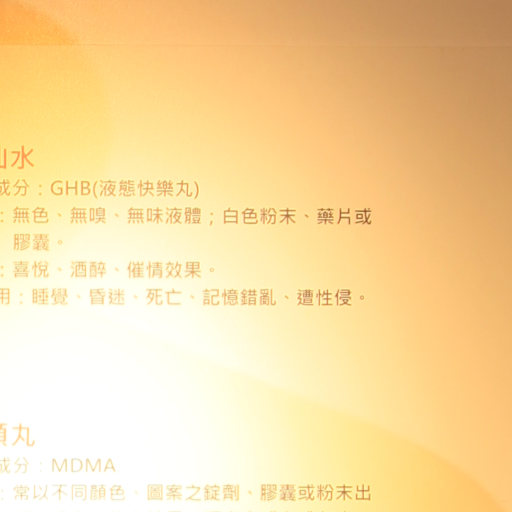 水
成分：GHB(液態快樂丸)
：無色、無嗅、無味液體；白色粉末、藥片或
膠囊。
：喜悅、酒醉、催情效果。
用：睡覺、昏迷、死亡、記憶錯亂、遭性侵。
頭丸
成分：MDMA
：常以不同顏色、圖案之錠劑、膠囊或粉末出